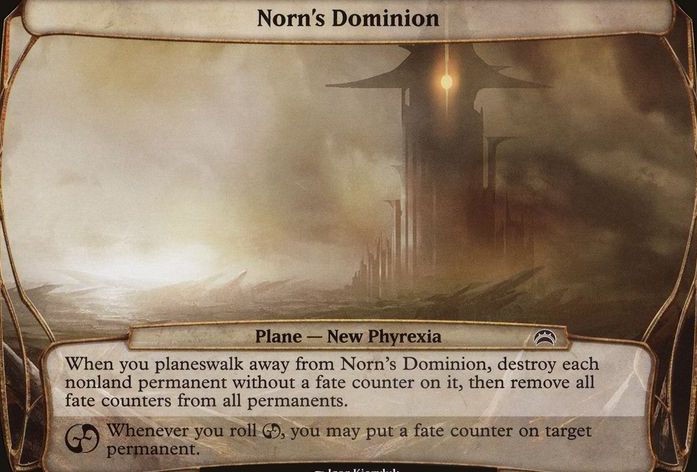 Norn's Dominion
Plane — New Phyrexia
When you planeswalk away from Norn's Dominion, destroy each
nonland permanent without a fate counter on it, then remove all
fate counters from all permanents.
Whenever you roll , you may put a fate counter on target
permanent.